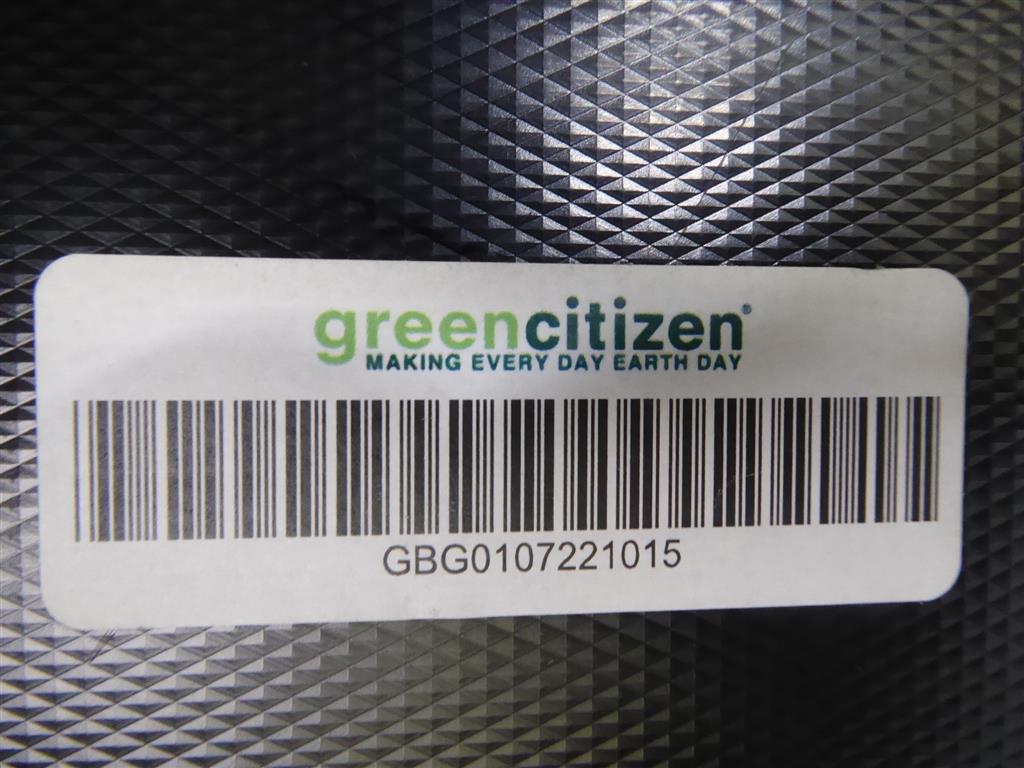 greencitizen®
MAKING EVERY DAY EARTH DAY
GBG0107221015